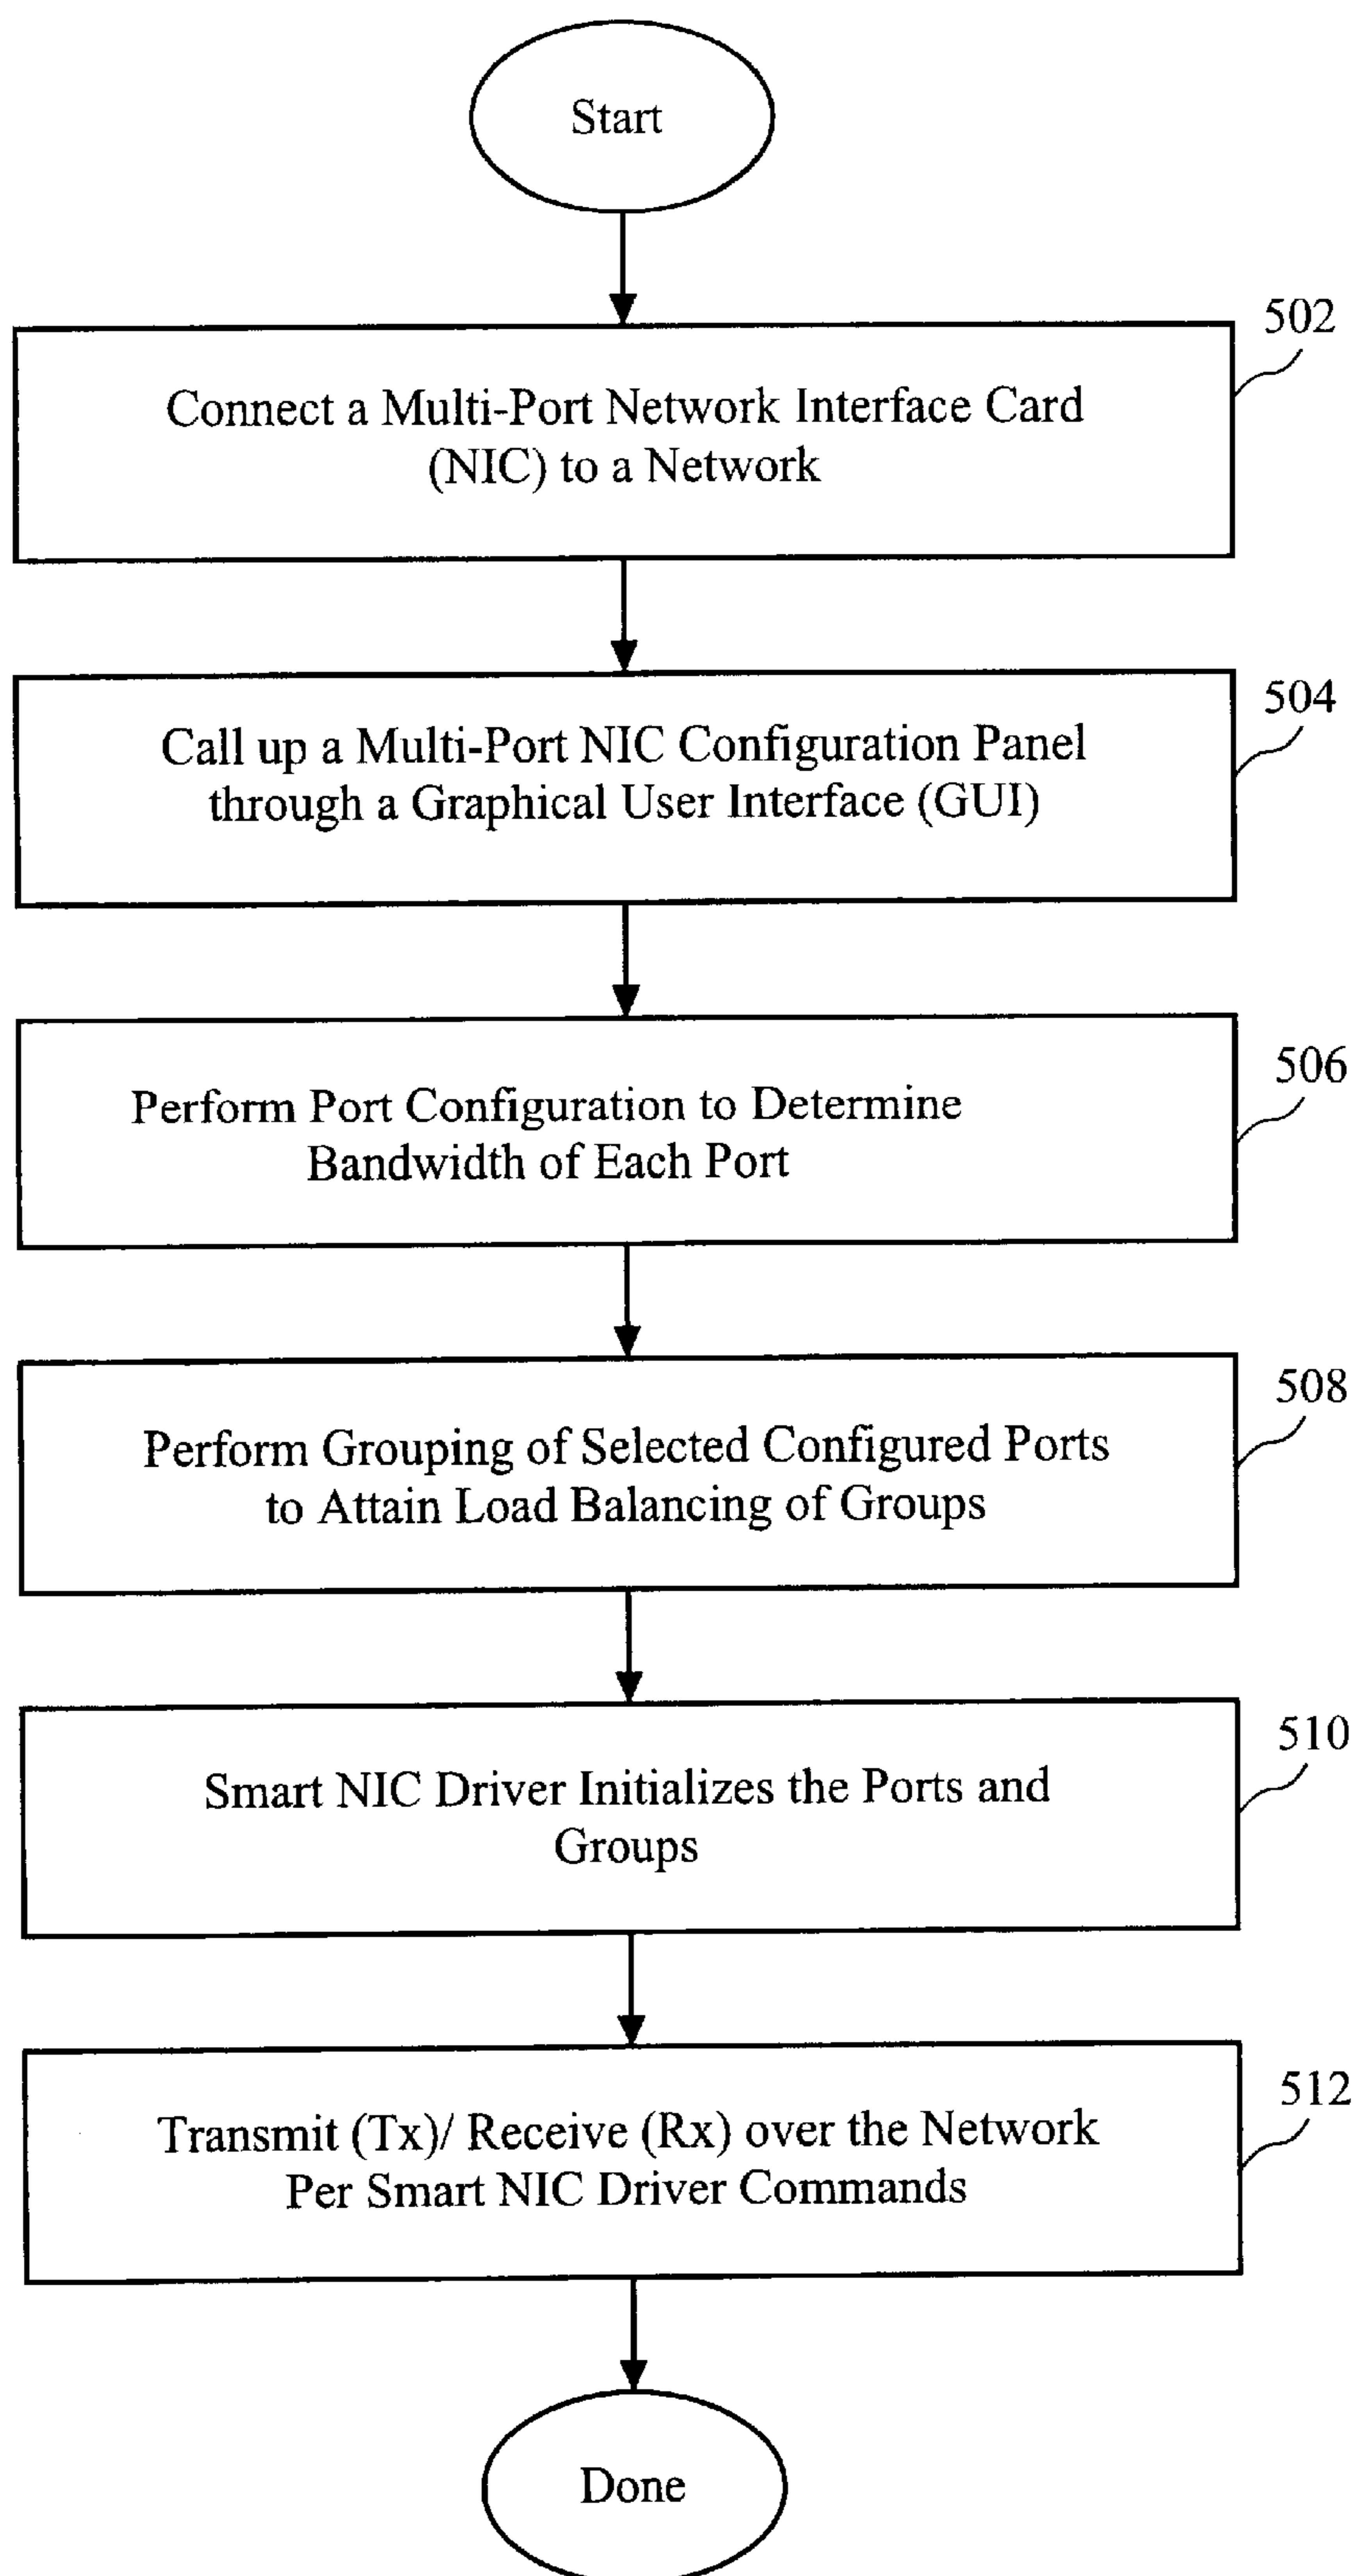 Start
502
Connect a Multi-Port Network Interface Card
(NIC) to a Network
504
Call up a Multi-Port NIC Configuration Panel
through a Graphical User Interface (GUI)
506
Perform Port Configuration to Determine
Bandwidth of Each Port
508
Perform Grouping of Selected Configured Ports
to Attain Load Balancing of Groups
510
Smart NIC Driver Initializes the Ports and
Groups
512
Transmit (Tx)/ Receive (Rx) over the Network
Per Smart NIC Driver Commands
Done